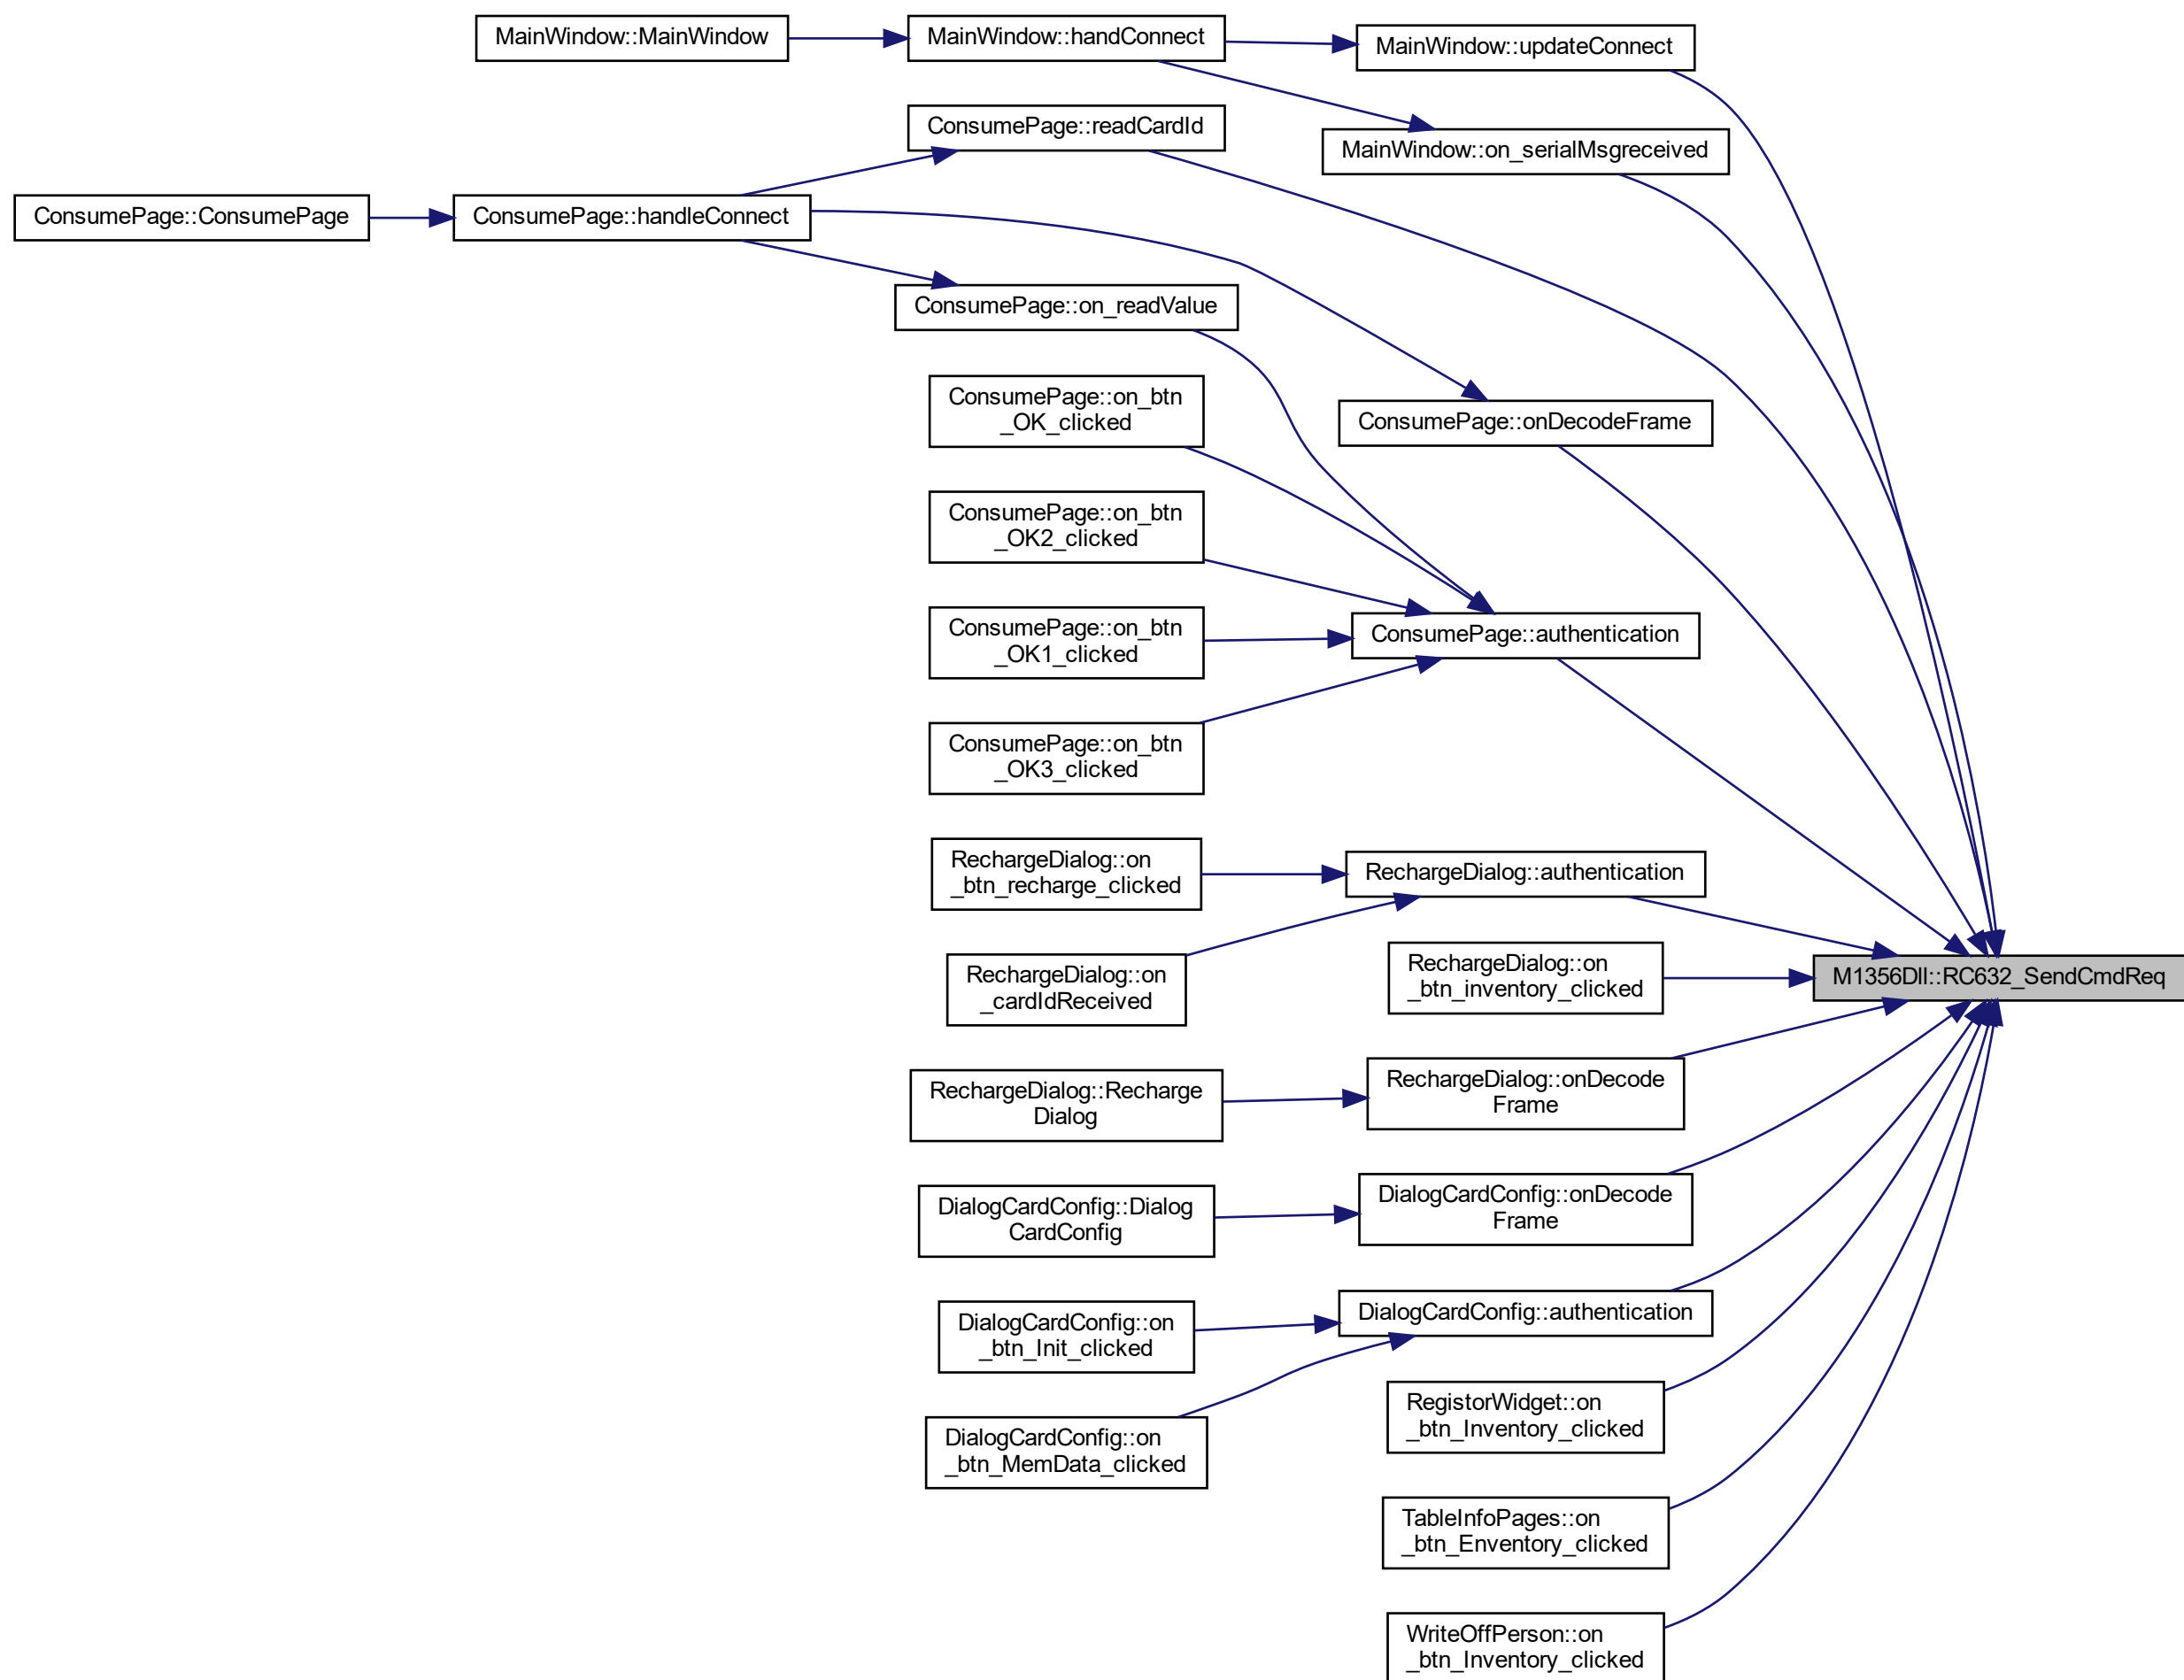 MainWindow::MainWindow
MainWindow::handConnect
MainWindow::updateConnect
ConsumePage::readCardId
MainWindow::on_serialMsgreceived
ConsumePage::ConsumePage
ConsumePage::handleConnect
ConsumePage::on_readValue
ConsumePage::on_btn
_OK_clicked
ConsumePage::onDecodeFrame
ConsumePage::on_btn
_OK2_clicked
ConsumePage::on_btn
_OK1_clicked
ConsumePage::authentication
ConsumePage::on_btn
_OK3_clicked
RechargeDialog::on
_btn_recharge_clicked
RechargeDialog::authentication
RechargeDialog::on
_cardIdReceived
RechargeDialog::on
_btn_inventory_clicked
M1356Dll::RC632_SendCmdReq
RechargeDialog::Recharge
Dialog
RechargeDialog::onDecode
Frame
DialogCardConfig::Dialog
CardConfig
DialogCardConfig::onDecode
Frame
DialogCardConfig::on
_btn_Init_clicked
DialogCardConfig::authentication
DialogCardConfig::on
_btn_MemData_clicked
RegistorWidget::on
_btn_Inventory_clicked
TableInfoPages::on
_btn_Enventory_clicked
WriteOffPerson::on
_btn_Inventory_clicked